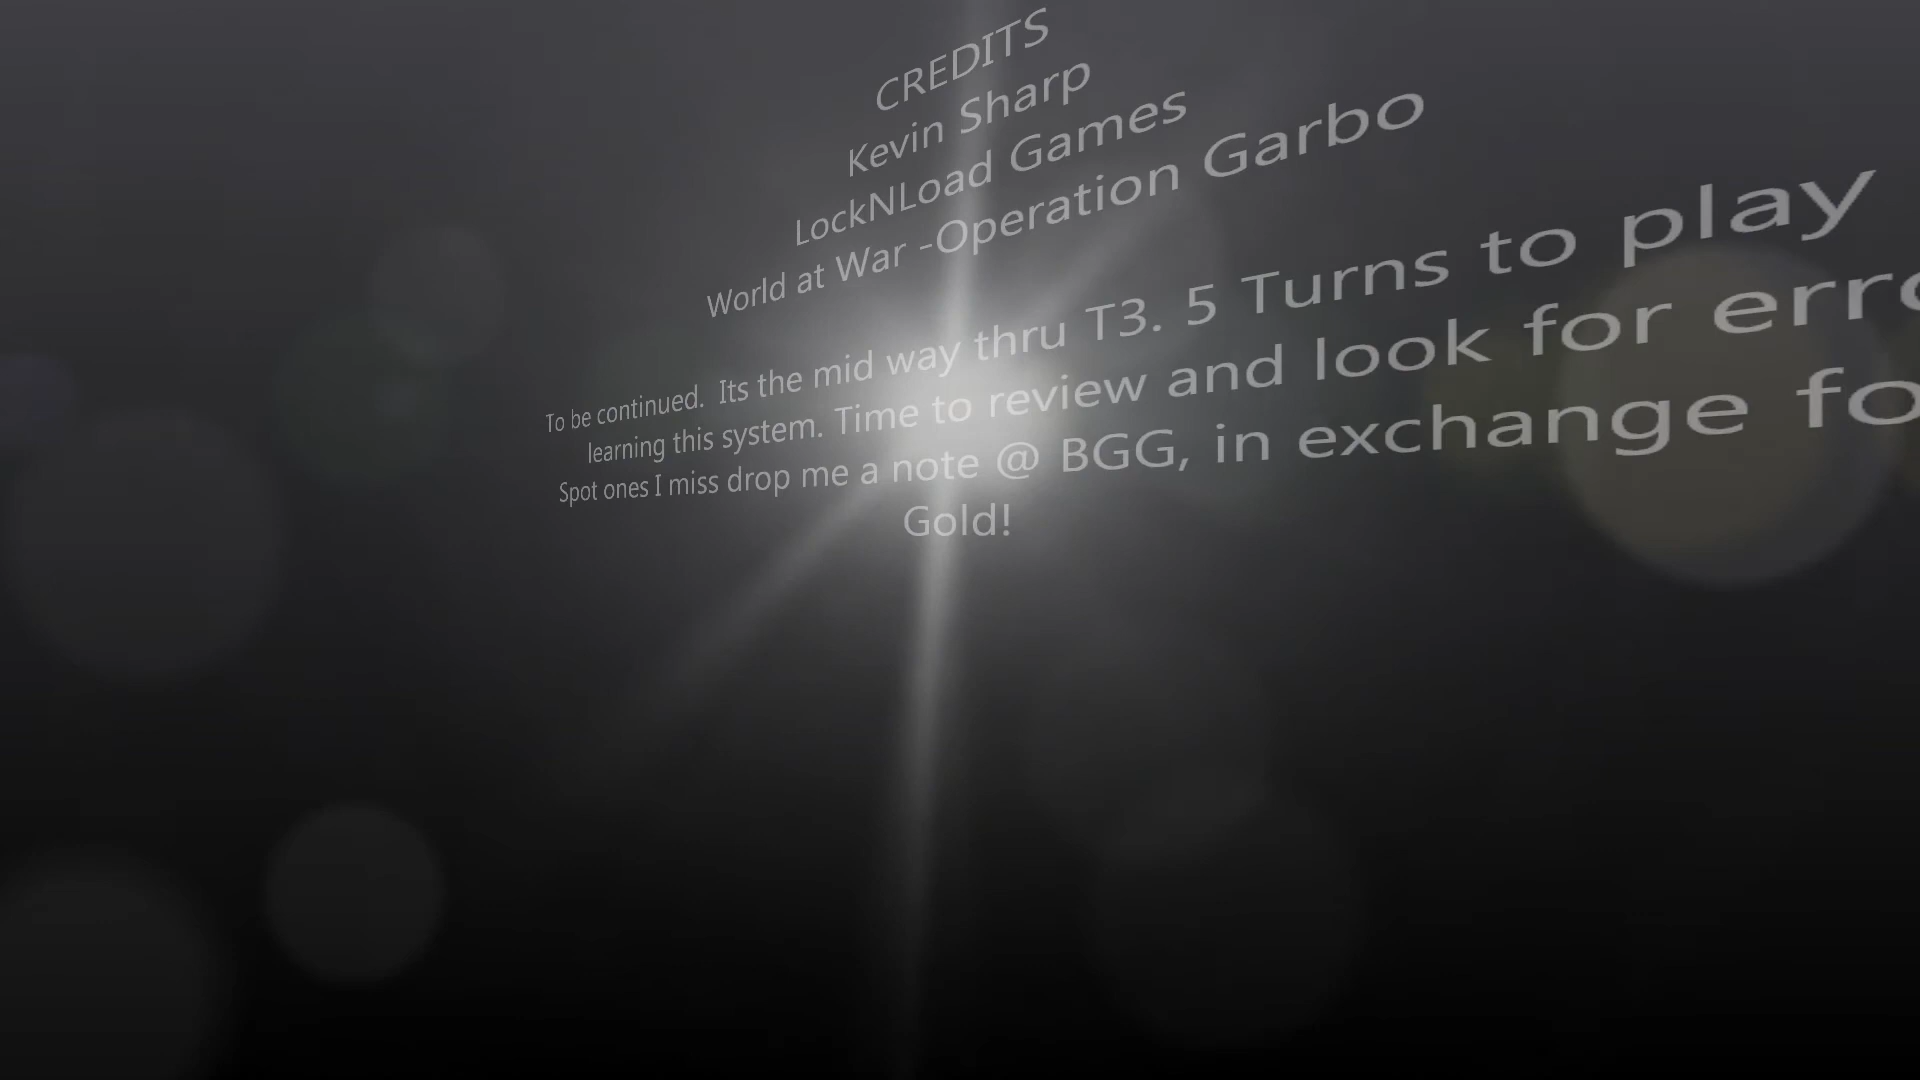 CREDITS
Kevin Sharp
LockNLoad Games
World at War -Operation Garbo
To be continued. Its the mid way thru T3. 5 Turns to play
learning this system. Time to review and look for
Spot ones I miss drop me a note @ BGG, in exchange
Gold!